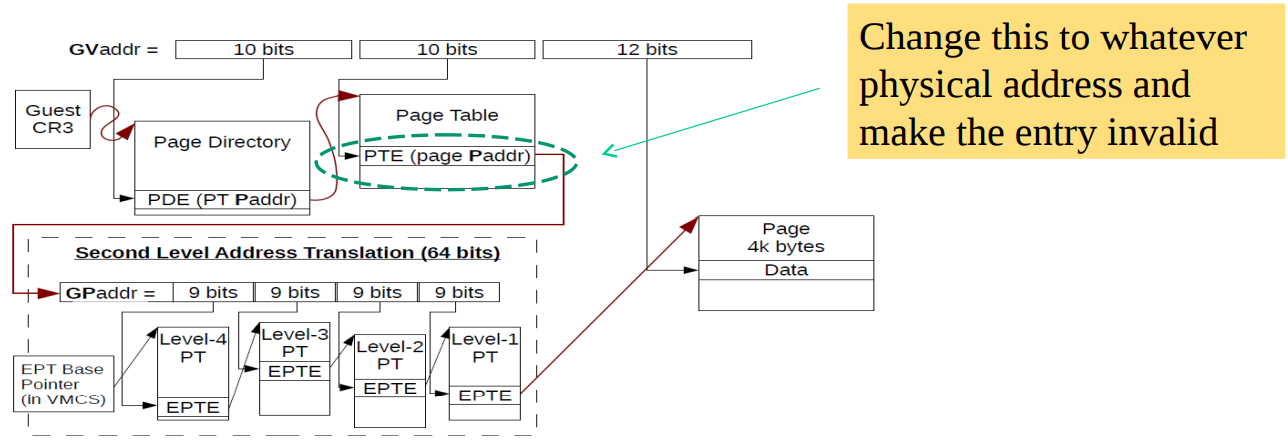 GVaddr =
10 bits
10 bits
12 bits
Change this to whatever
physical address and
make the entry invalid
Guest
CR3
Page Directory
PDE (PT Paddr)
Page Table
PTE (page Paddr)
Page
4k bytes
Data
Second Level Address Translation (64 bits)
GPaddr =
9 bits
9 bits
9 bits
9 bits
EPT Base
Pointer
(in VMCS)
Level-4
PT
EPTE
Level-3
PT
EPTE
Level-2
PT
EPTE
Level-1
PT
EPTE